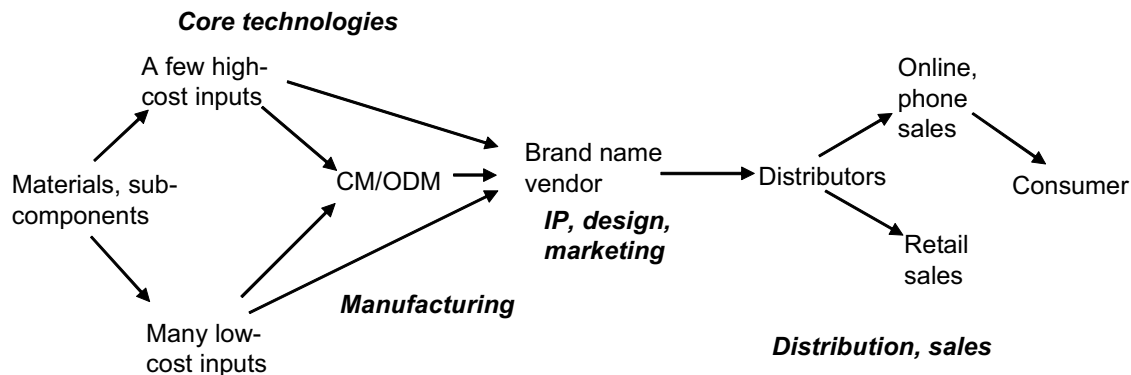 Core technologies
A few high-
cost inputs
Online,
phone
sales
Materials, sub-
components
CM/ODM
Brand name
vendor
Distributors
Consumer
IP, design,
marketing
Retail
sales
Manufacturing
Many low-
cost inputs
Distribution, sales